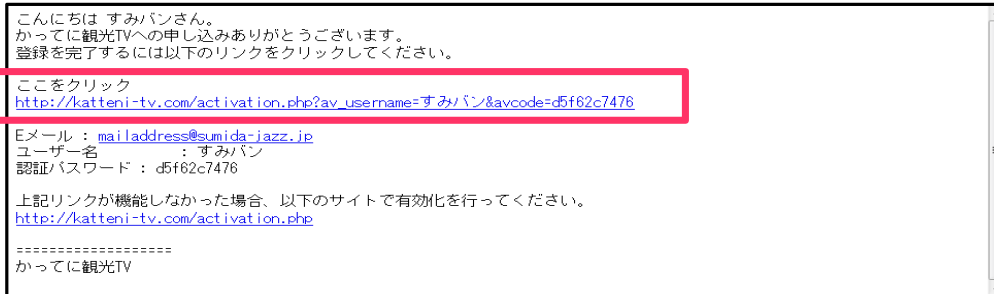 こんにちは すみバンさん。
かってに観光TVへの申し込みありがとうございます。
登録を完了するには以下のリンクをクリックしてください。
ここをクリック
http://katteni-tv.com/activation.php?av_username=すみバン&avcode=d5f62c7476
Eメール : mailaddress@sumida-jazz.jp
ユーザー名 : すみバン
認証パスワード : d5f62c7476
上記リンクが機能しなかった場合、以下のサイトで有効化を行ってください。
http://katteni-tv.com/activation.php
===================
かってに観光TV